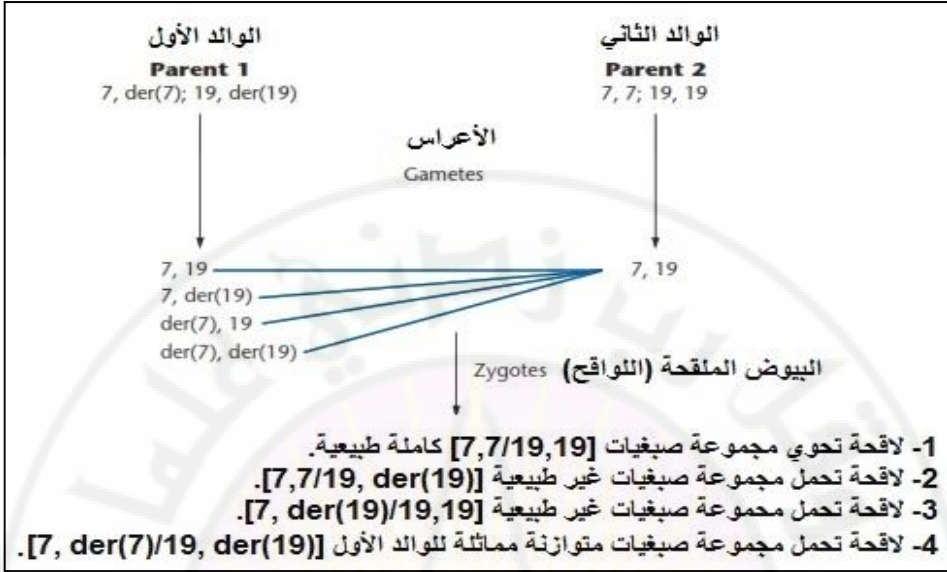 الوالد الأول
Parent 1
7, der(7); 19, der(19)
الوالد الثاني
Parent 2
7, 7; 19, 19
الأعراس
Gametes
7, 19
7, der(19)
der(7), 19
der(7), der(19)
7, 19
Zygotes البيوض الملقحة (اللواقح)
1- لاقحة تحوي مجموعة صبغيات [7,7/19,19] كاملة طبيعية.
2- لاقحة تحمل مجموعة صبغيات غير طبيعية [7,7/19, der(19)].
3- لاقحة تحمل محموعة صبغيات غير طبيعية [7, der(19)/19,19].
4- لاقحة تحمل مجموعة صبغيات متوازنة مماثلة للوالد الأول [7, der(7)/19, der(19)].